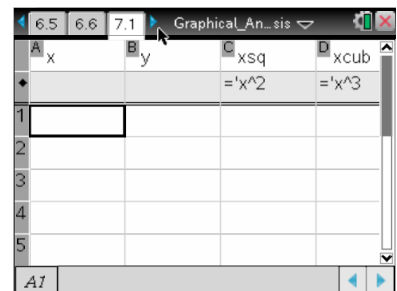 6.5 6.6 7.1 Graphical_An...sis
A x B y C xsq D xcub
◆ ='x^2 ='x^3
1
2
3
4
5
A1